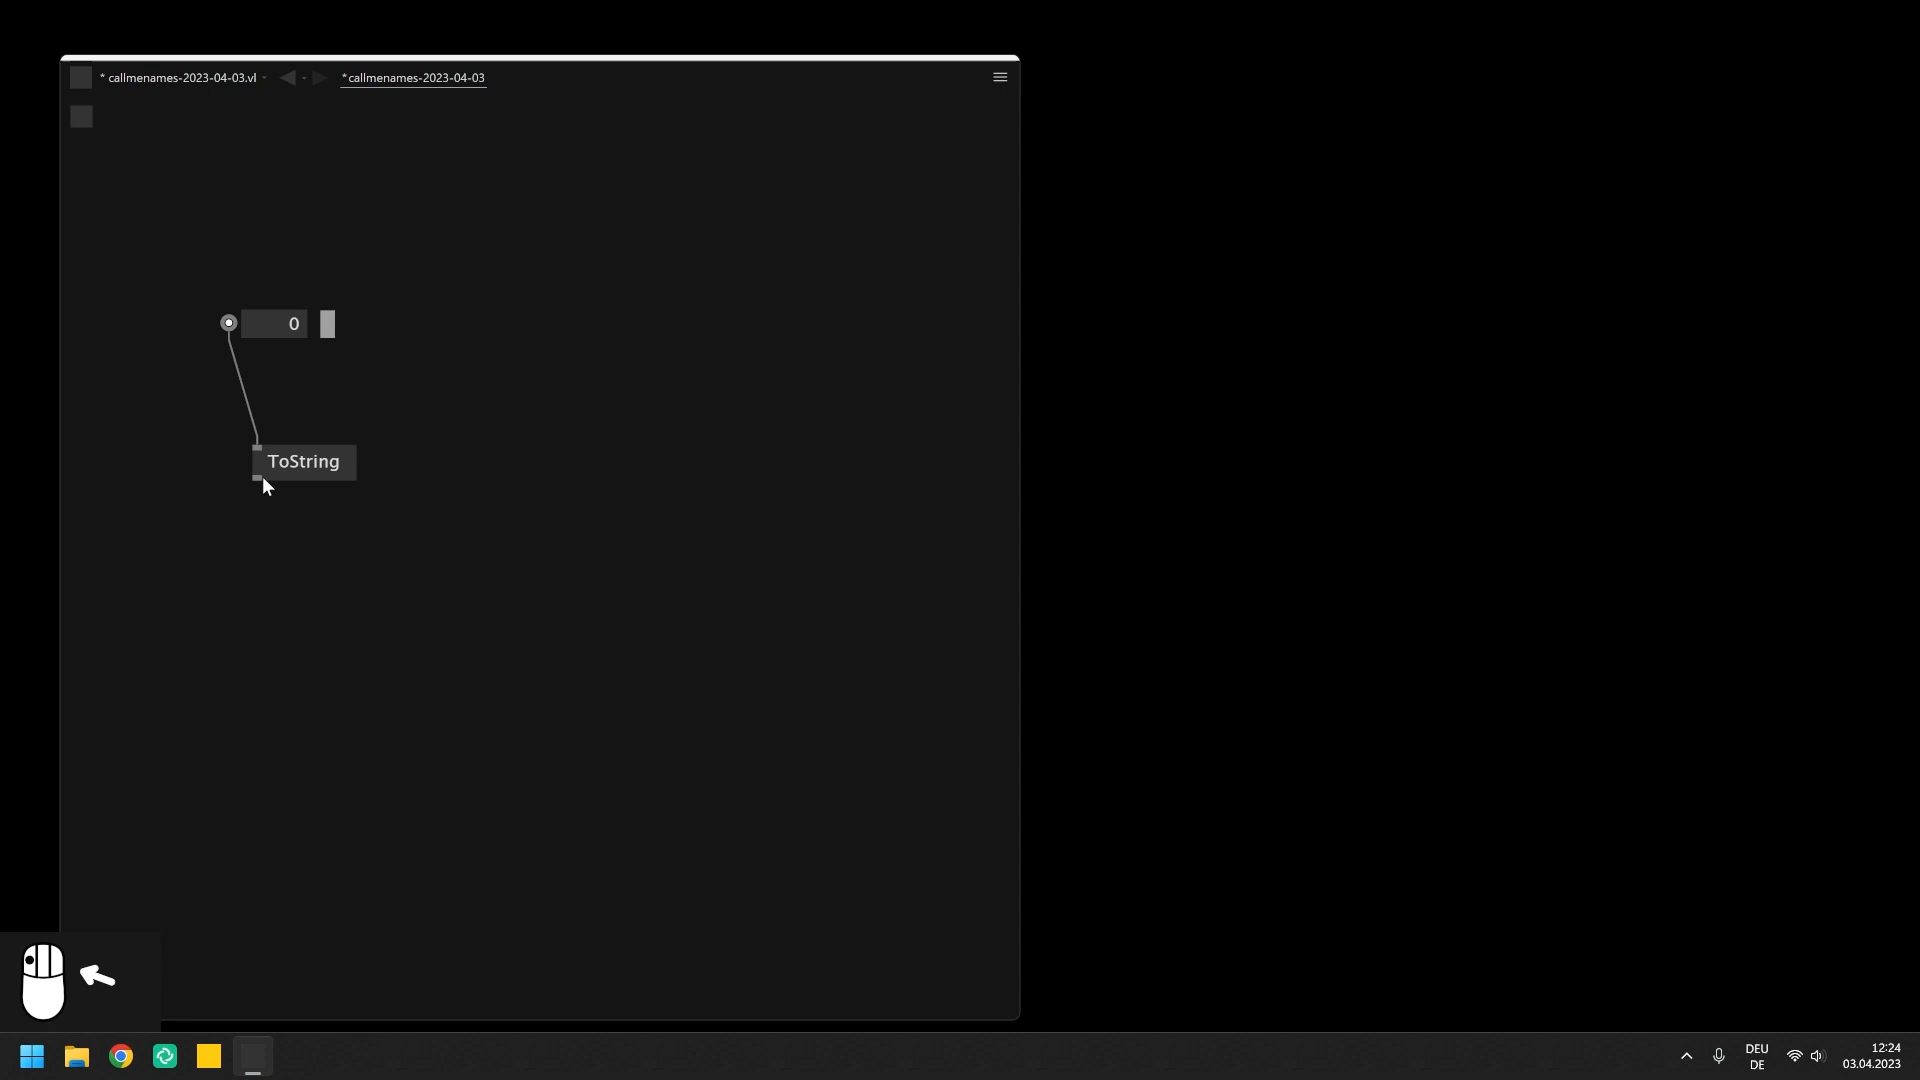 * callmenames-2023-04-03.vl
*callmenames-2023-04-03
0
ToString
DEU
DE
12:24
03.04.2023